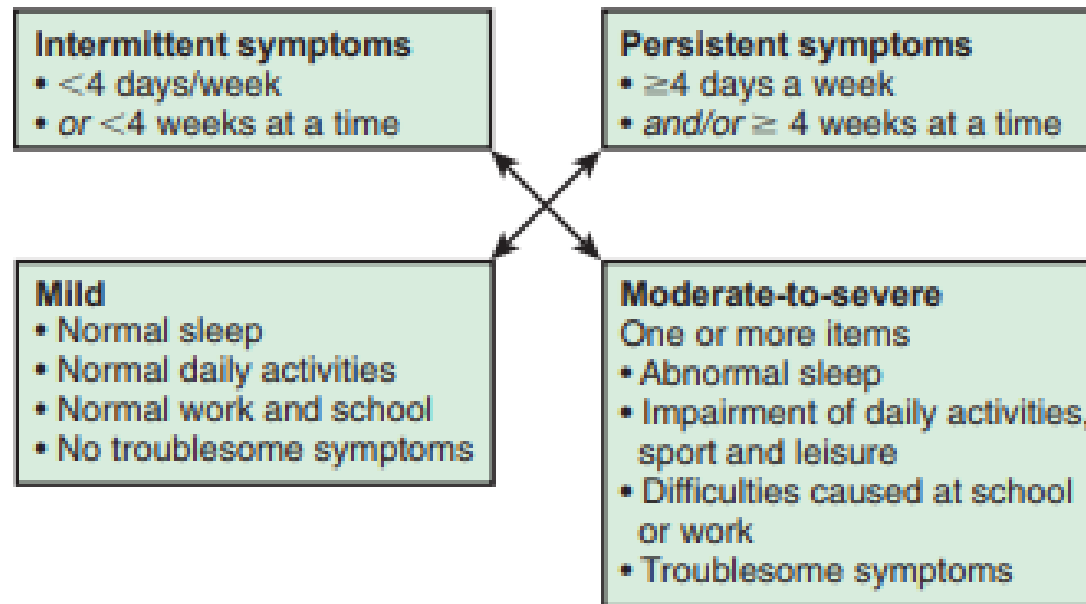 Intermittent symptoms
• <4 days/week
• or <4 weeks at a time
Persistent symptoms
• ≥4 days a week
• and/or ≥ 4 weeks at a time
Mild
• Normal sleep
• Normal daily activities
• Normal work and school
• No troublesome symptoms
Moderate-to-severe
One or more items
• Abnormal sleep
• Impairment of daily activities,
sport and leisure
• Difficulties caused at school
or work
• Troublesome symptoms